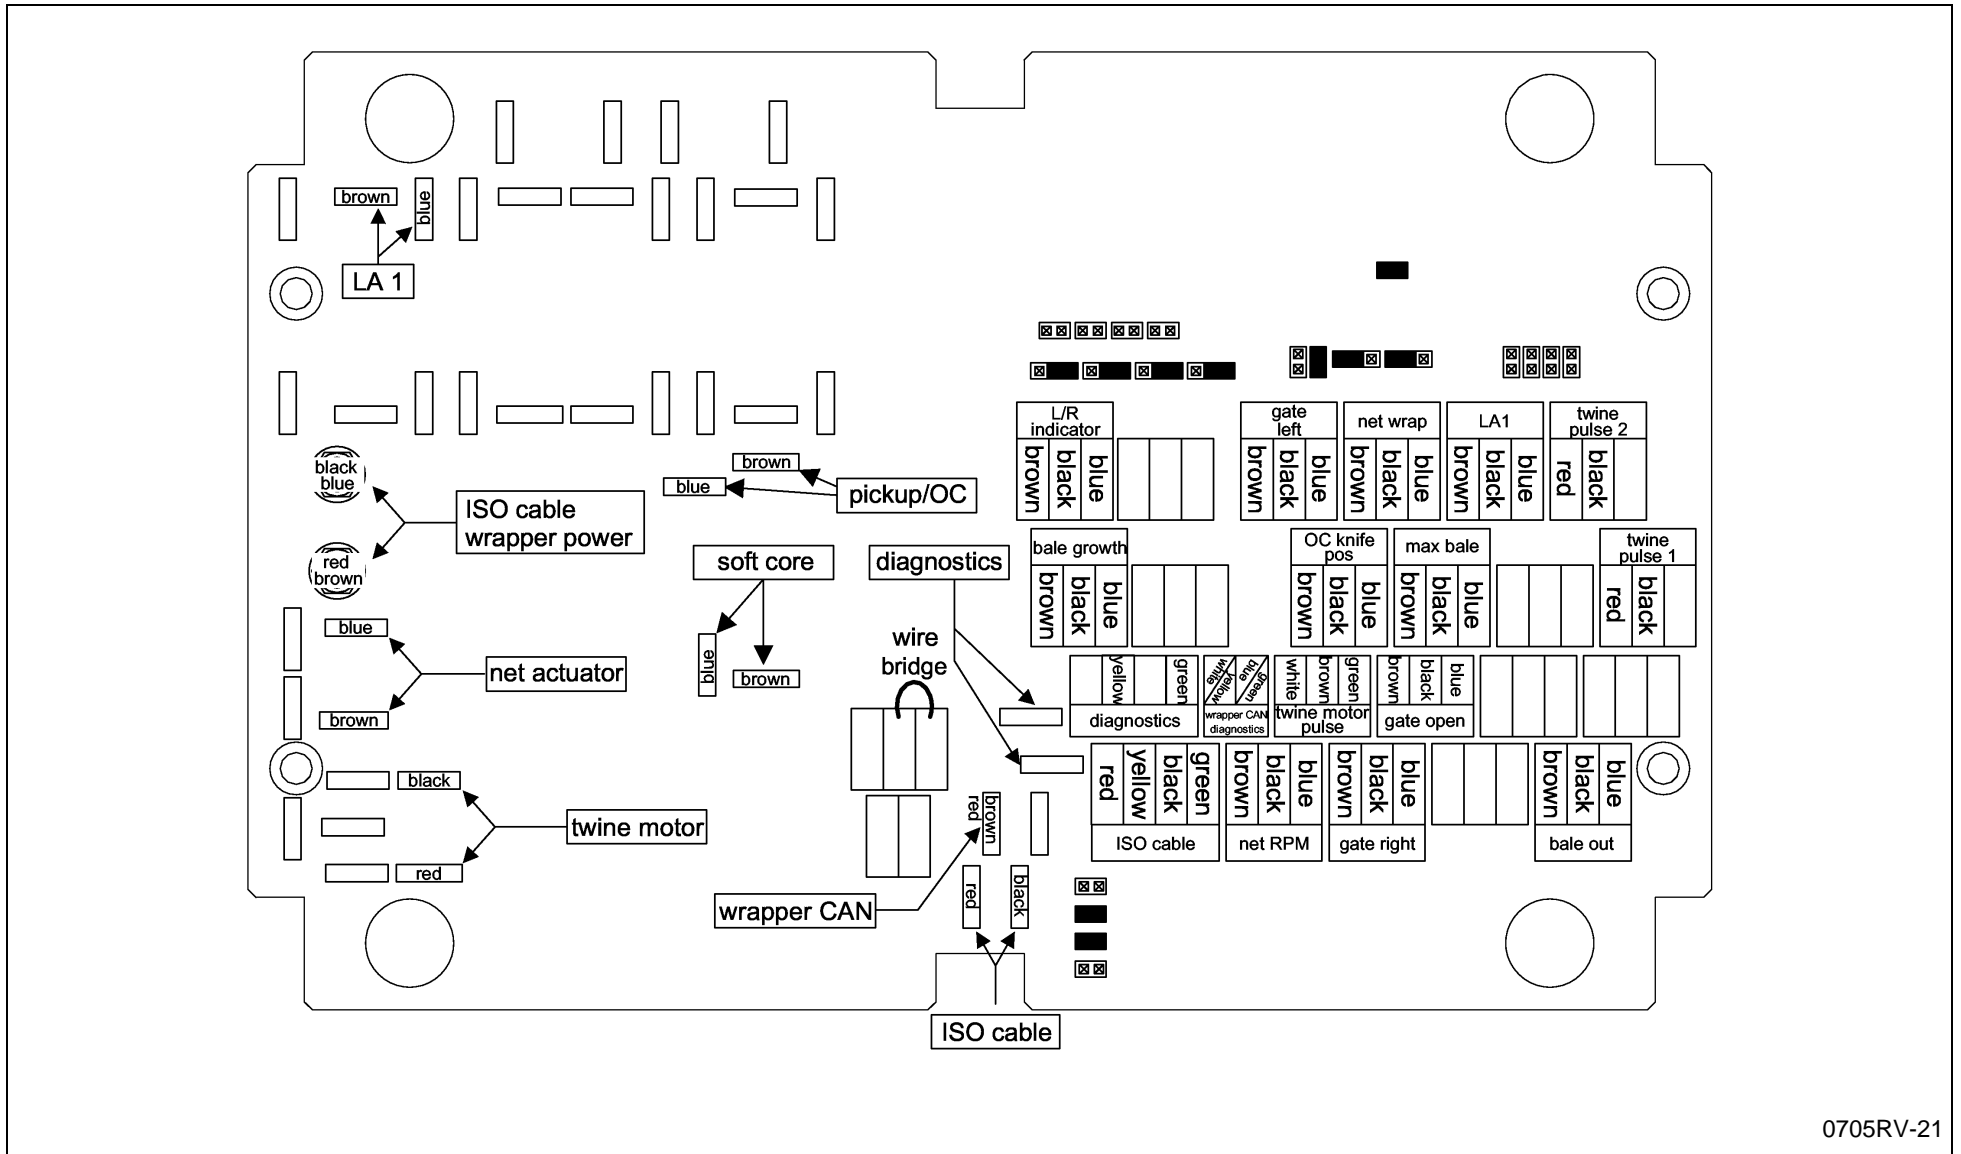 brown
blue
LA 1
black
blue
ISO cable
wrapper power
red
brown
blue
net actuator
brown
black
twine motor
red
brown
blue
pickup/OC
soft core
blue
brown
diagnostics
wire
bridge
brown
red
wrapper CAN
red
black
ISO cable
L/R
indicator
brown black blue
gate
left
brown black blue
net wrap
brown black blue
LA1
brown black blue
twine
pulse 2
red black
bale growth
brown black blue
OC knife
pos
brown black blue
max bale
brown black blue
twine
pulse 1
red black
yellow green
diagnostics
white yellow blue green
wrapper CAN
diagnostics
white brown green
twine motor
pulse
brown black blue
gate open
red yellow black green
ISO cable
brown black blue
net RPM
brown black blue
gate right
brown black blue
bale out
0705RV-21